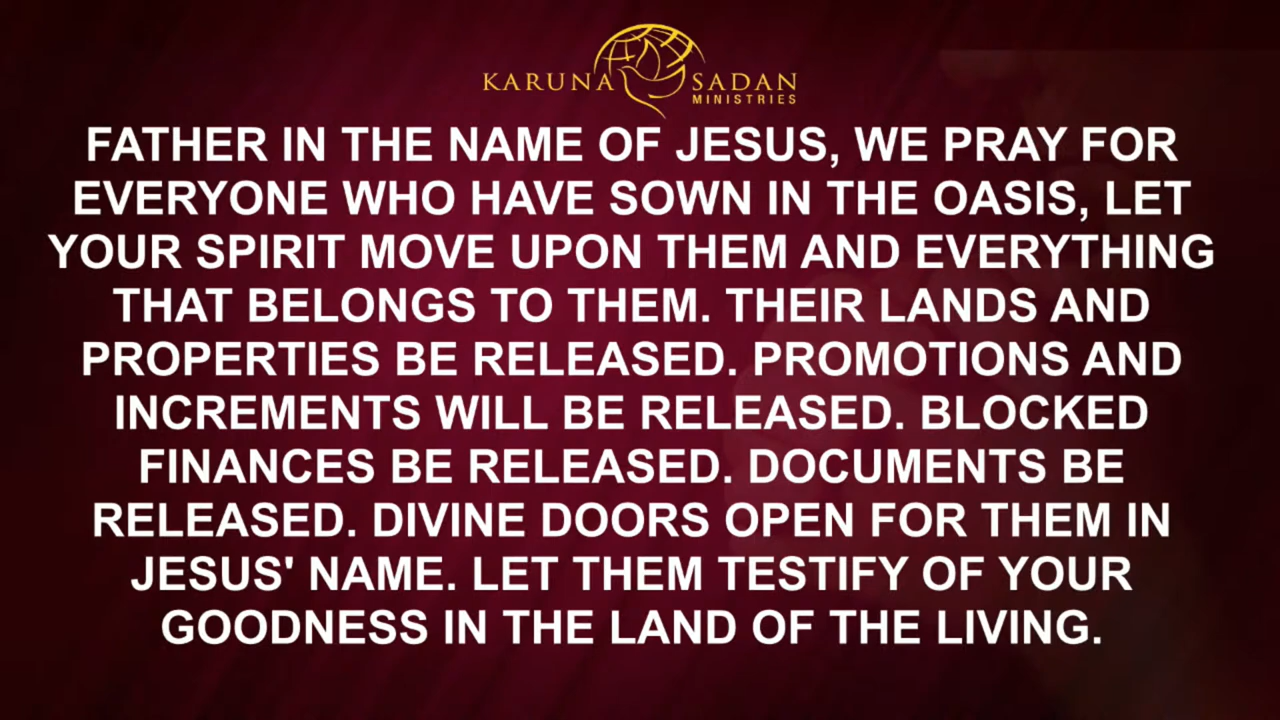 KARUNA SADAN
MINISTRIES
FATHER IN THE NAME OF JESUS, WE PRAY FOR
EVERYONE WHO HAVE SOWN IN THE OASIS, LET
YOUR SPIRIT MOVE UPON THEM AND EVERYTHING
THAT BELONGS TO THEM. THEIR LANDS AND
PROPERTIES BE RELEASED. PROMOTIONS AND
INCREMENTS WILL BE RELEASED. BLOCKED
FINANCES BE RELEASED. DOCUMENTS BE
RELEASED. DIVINE DOORS OPEN FOR THEM IN
JESUS' NAME. LET THEM TESTIFY OF YOUR
GOODNESS IN THE LAND OF THE LIVING.